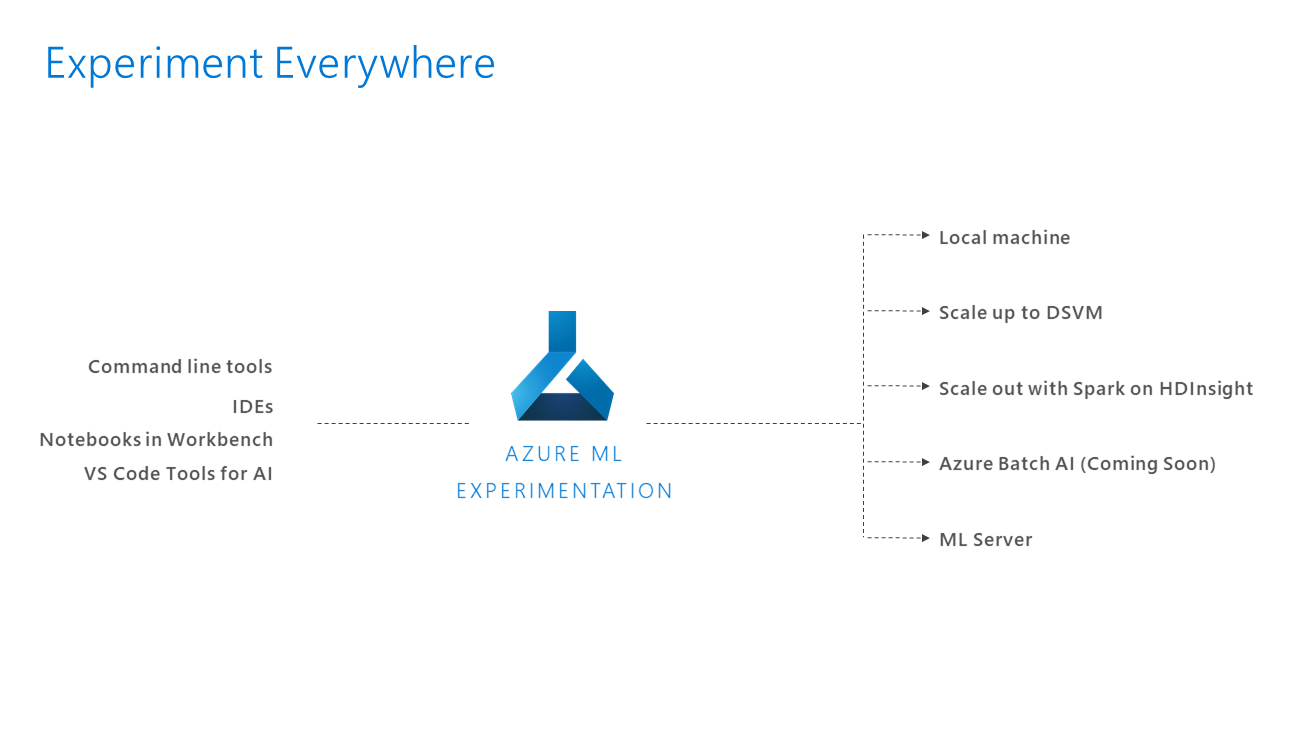 Experiment Everywhere
Command line tools
IDEs
Notebooks in Workbench
VS Code Tools for AI
AZURE ML
EXPERIMENTATION
Local machine
Scale up to DSVM
Scale out with Spark on HDInsight
Azure Batch AI (Coming Soon)
ML Server